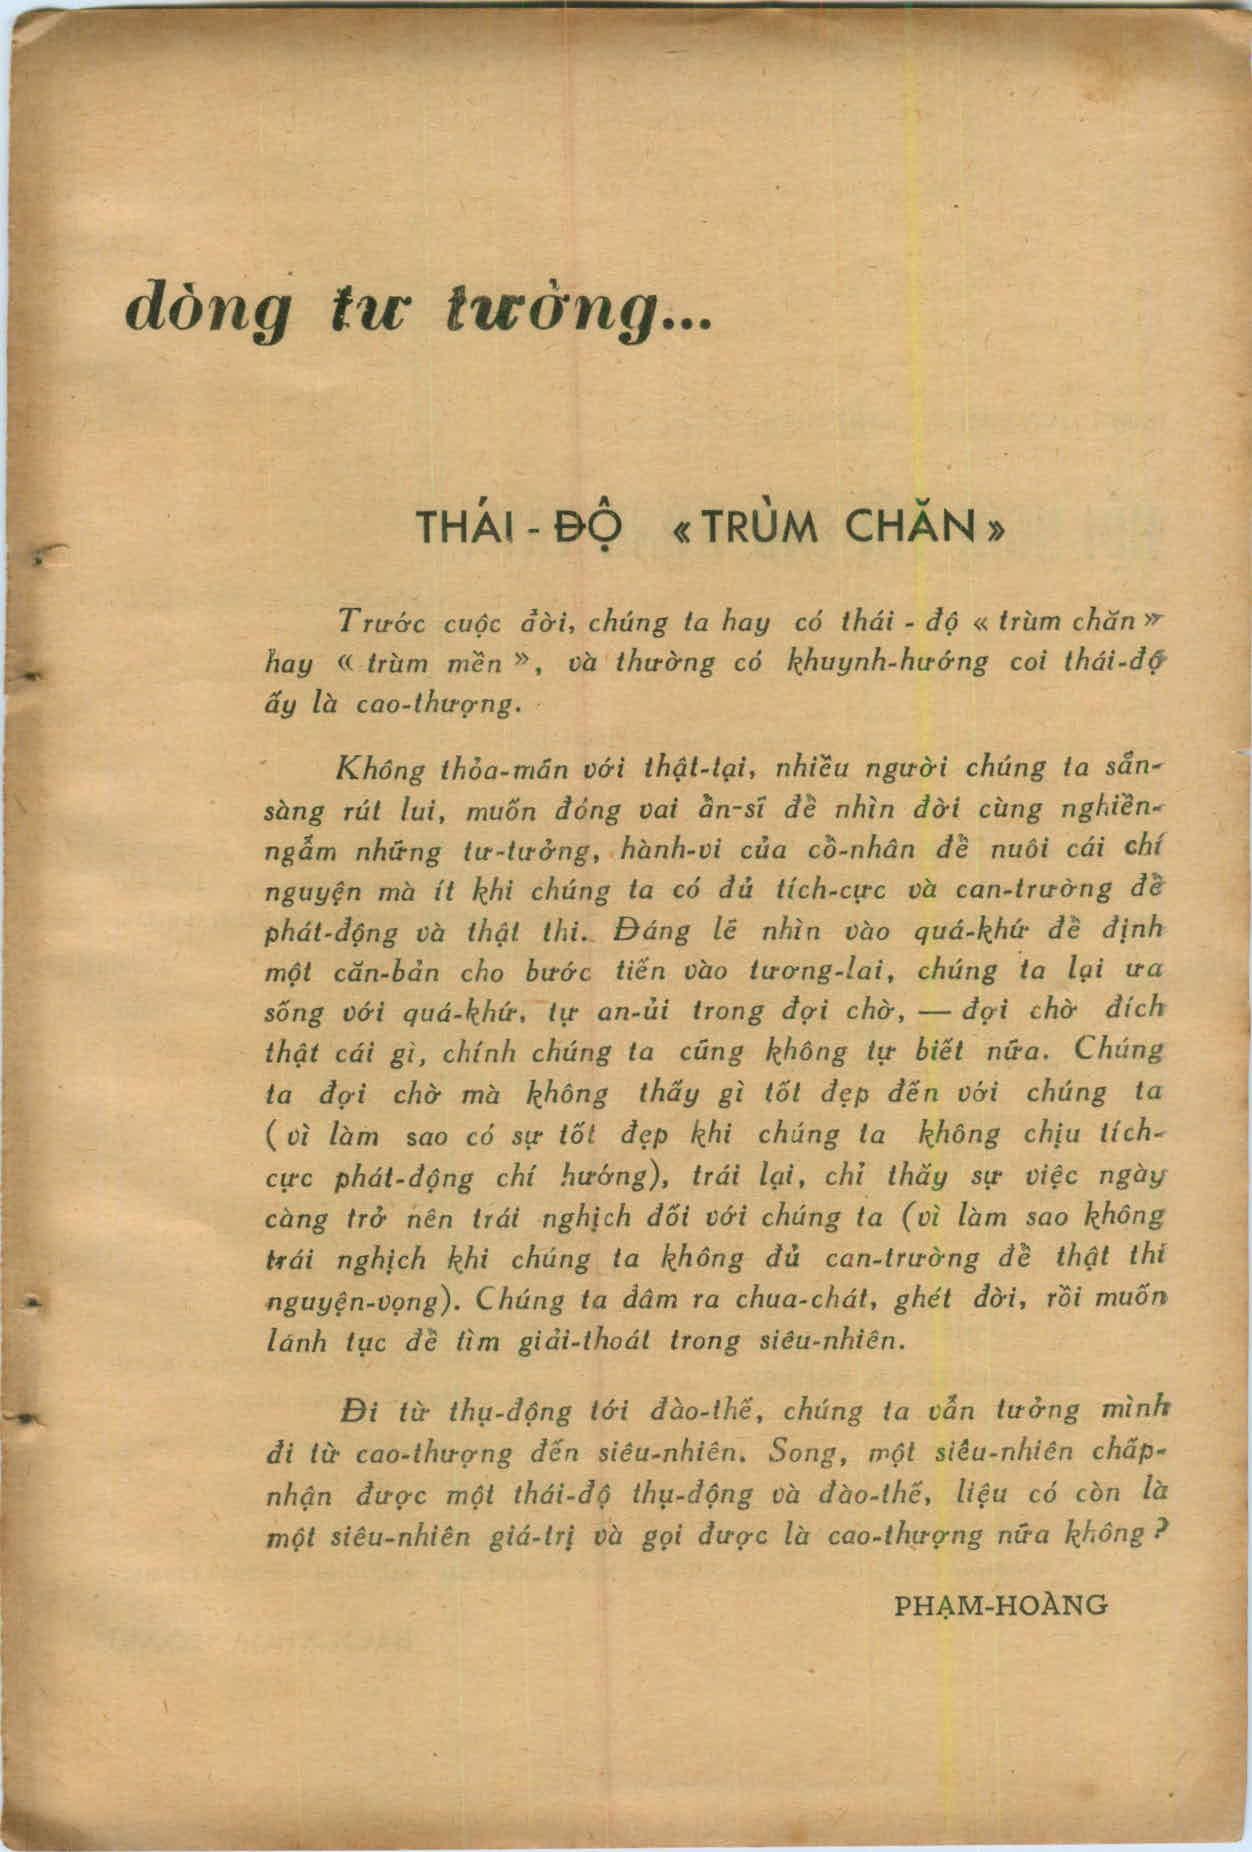 dòng tư tưởng...
THÁI - ĐỘ « TRÙM CHĂN »
Trước cuộc đời, chúng ta hay có thái - độ « trùm chăn »
hay « trùm mền », và thường có khuynh-hướng coi thái-độ
ấy là cao-thượng.
Không thỏa-mãn với thật-tại, nhiều người chúng ta sẵn-
sàng rút lui, muốn đóng vai ẩn-sĩ để nhìn đời cùng nghiền-
ngẫm những tư-tưởng, hành-vi của cổ-nhân để nuôi cái chí
nguyện mà ít khi chúng ta có đủ tích-cực và can-trường để
phát-động và thật thi. Đáng lẽ nhìn vào quá-khứ để định
một căn-bản cho bước tiến vào tương-lai, chúng ta lại ưa
sống với quá-khứ, tự an-ủi trong đợi chờ, — đợi chờ đích
thật cái gì, chính chúng ta cũng không tự biết nữa. Chúng
ta đợi chờ mà không thấy gì tốt đẹp đến với chúng ta
( vì làm sao có sự tốt đẹp khi chúng ta không chịu tích-
cực phát-động chí hướng), trái lại, chỉ thấy sự việc ngày
càng trở nên trái nghịch đối với chúng ta (vì làm sao không
trái nghịch khi chúng ta không đủ can-trường để thật thi
nguyện-vọng). Chúng ta đâm ra chua-chát, ghét đời, rồi muốn
lánh tục để tìm giải-thoát trong siêu-nhiên.
Đi từ thụ-động tới đào-thế, chúng ta vẫn tưởng mình
đi từ cao-thượng đến siêu-nhiên. Song, một siêu-nhiên chấp-
nhận được một thái-độ thụ-động và đào-thế, liệu có còn là
một siêu-nhiên giá-trị và gọi được là cao-thượng nữa không ?
PHẠM-HOÀNG